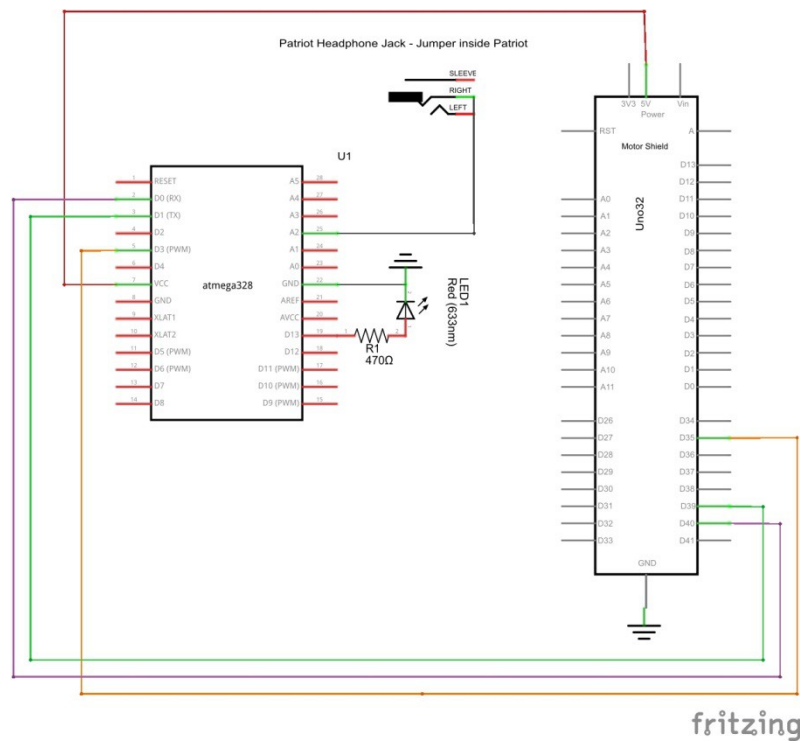 Patriot Headphone Jack - Jumper inside Patriot
SLEEVE
RIGHT
LEFT
3V3
5V
Vin
Power
RST
A
Motor Shield
Uno32
D13
D12
A0
D11
A1
D10
A2
D9
A3
D8
A4
D7
A5
D6
A6
D5
A7
D4
A8
D3
A9
D2
A10
D1
A11
D0
D26
D34
D27
D35
D28
D36
D29
D37
D30
D38
D31
D39
D32
D40
D33
D41
GND
U1
atmega328
1 RESET
2 D0 (RX)
3 D1 (TX)
4 D2
5 D3 (PWM)
6 D4
7 VCC
8 GND
9 XLAT1
10 XLAT2
11 D5 (PWM)
12 D6 (PWM)
13 D7
14 D8
A5 28
A4 27
A3 26
A2 25
A1 24
A0 23
GND 22
AREF 21
AVCC 20
D13 19
D12 18
D11 (PWM) 17
D10 (PWM) 16
D9 (PWM) 15
1
2
R1
470Ω
LED1
Red (633nm)
fritzing